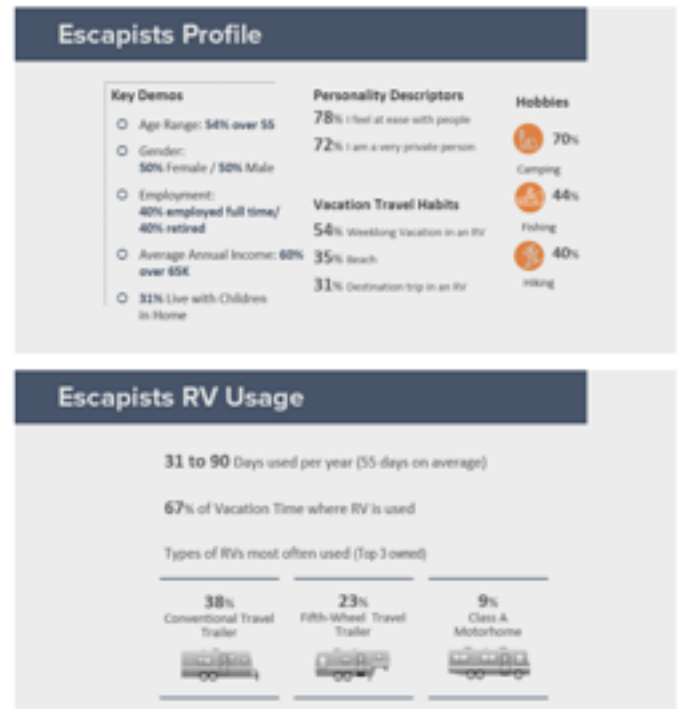 Escapists Profile
Key Demos
Age Range: 54% over 55
Gender:
50% Female / 50% Male
Employment:
40% employed full time/
40% retired
Average Annual Income: 60%
over 65K
31% Live with Children
in Home
Personality Descriptors
78% I feel at ease with people
72% I am a very private person
Vacation Travel Habits
54% Weeklong Vacation in an RV
35% Beach
31% Destination trip in an RV
Hobbies
70%
Camping
44%
Fishing
40%
Hiking
Escapists RV Usage
31 to 90 Days used per year (55 days on average)
67% of Vacation Time where RV is used
Types of RVs most often used (Top 3 owned)
38%
Conventional Travel
Trailer
23%
Fifth-Wheel Travel
Trailer
9%
Class A
Motorhome